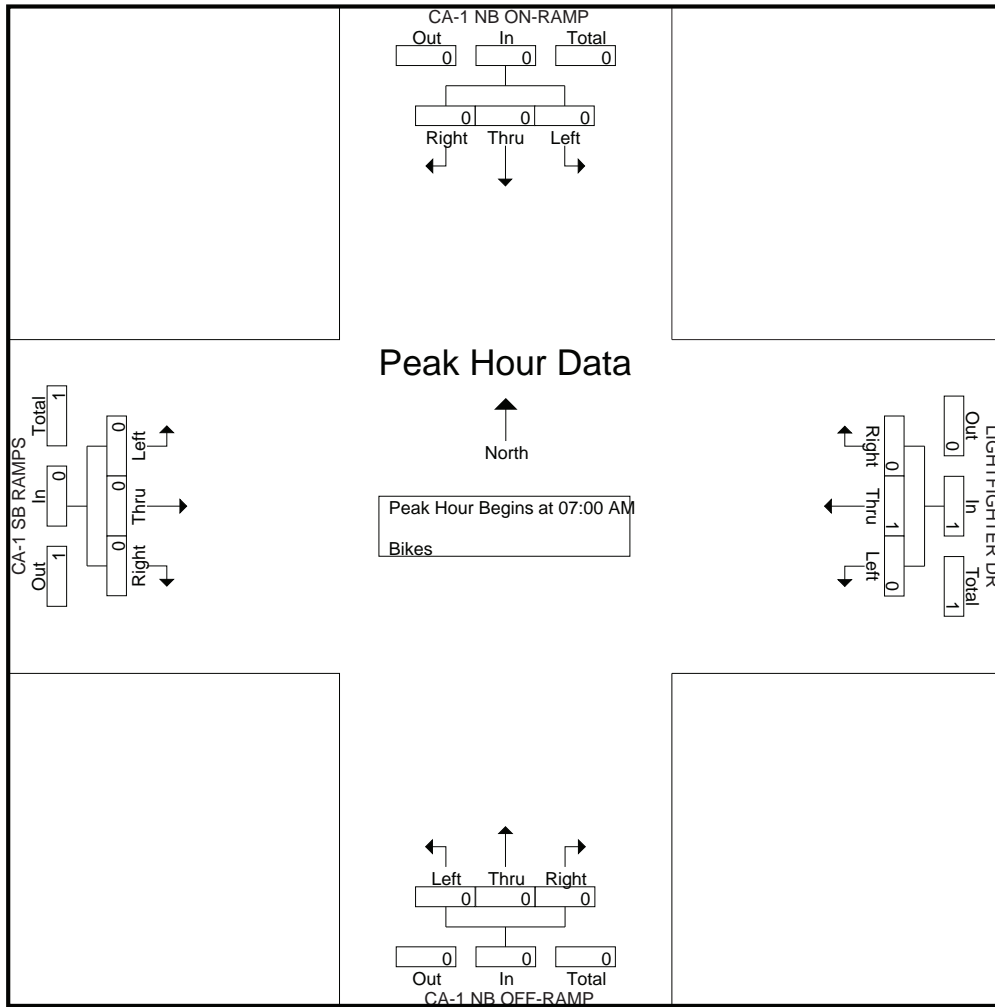 CA-1 NB ON-RAMP
Out In Total
0 0 0
0 0 0
Right Thru Left
Peak Hour Data
North
Peak Hour Begins at 07:00 AM
Bikes
CA-1 SB RAMPS
Out In Total
1 0 1
0 0 0
Right Thru Left
LIGHTFIGHTER DR
Out In Total
0 1 1
0 1 0
Right Thru Left
Left Thru Right
0 0 0
0 0 0
Out In Total
CA-1 NB OFF-RAMP